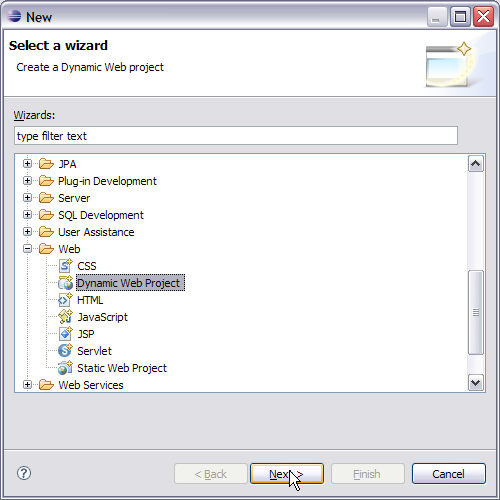 New
Select a wizard
Create a Dynamic Web project
Wizards:
type filter text
JPA
Plug-in Development
Server
SQL Development
User Assistance
Web
CSS
Dynamic Web Project
HTML
JavaScript
JSP
Servlet
Static Web Project
Web Services
? < Back Next > Finish Cancel